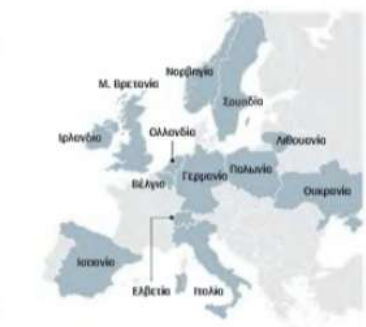 Νορβηγία
Μ. Βρετανία
Σουηδία
Ιρλανδία
Ολλανδία
Λιθουανία
Βέλγιο
Γερμανία
Πολωνία
Ουκρανία
Ισπανία
Ελβετία
Ιταλία